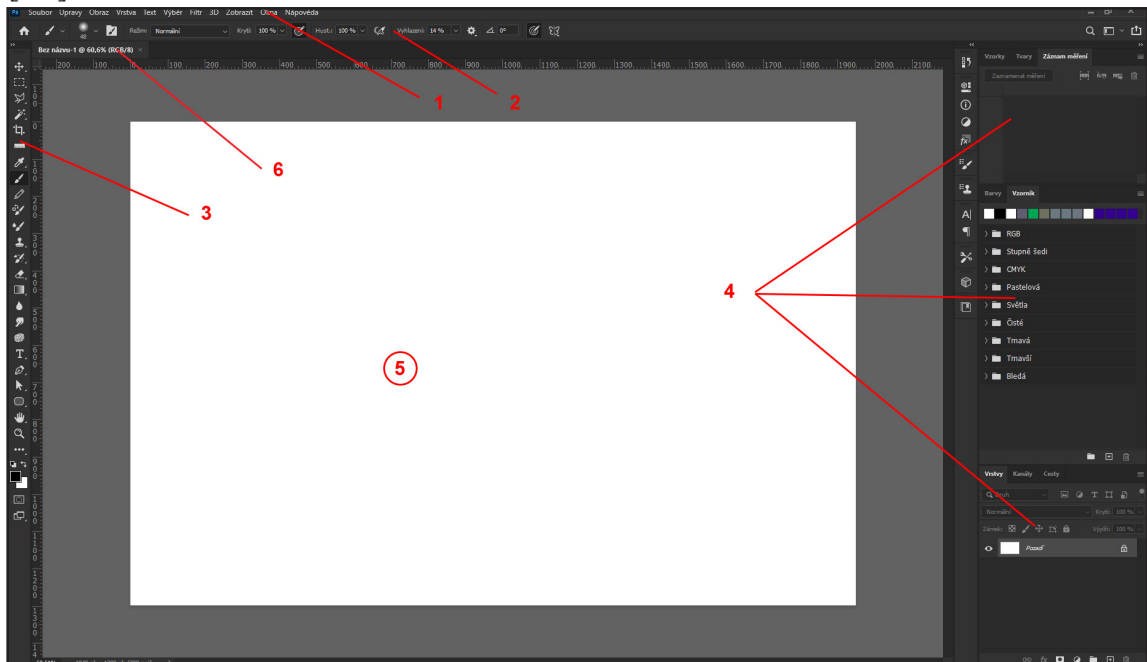 Ps Soubor Úpravy Obraz Vrstva Text Výběr Filtr 3D Zobrazit Okna Nápověda
48 Režim: Normální Krytí: 100 % Hust.: 100 % Vyhlazení: 14 % 0°
Bez názvu-1 @ 60,6% (RGB/8) ×
200 100 0 100 200 300 400 500 600 700 800 900 1000 1100 1200 1300 1400 1500 1600 1700 1800 1900 2000 2100
Vzorky Tvary Záznam měření
Zaznamenat měření
1
2
6
3
4
5
Barvy Vzorník
RGB
Stupně šedi
CMYK
Pastelová
Světla
Čisté
Tmavá
Tmavší
Bledá
Vrstvy Kanály Cesty
Druh
Normální Krytí: 100 %
Zámek: Výplň: 100 %
Pozadí